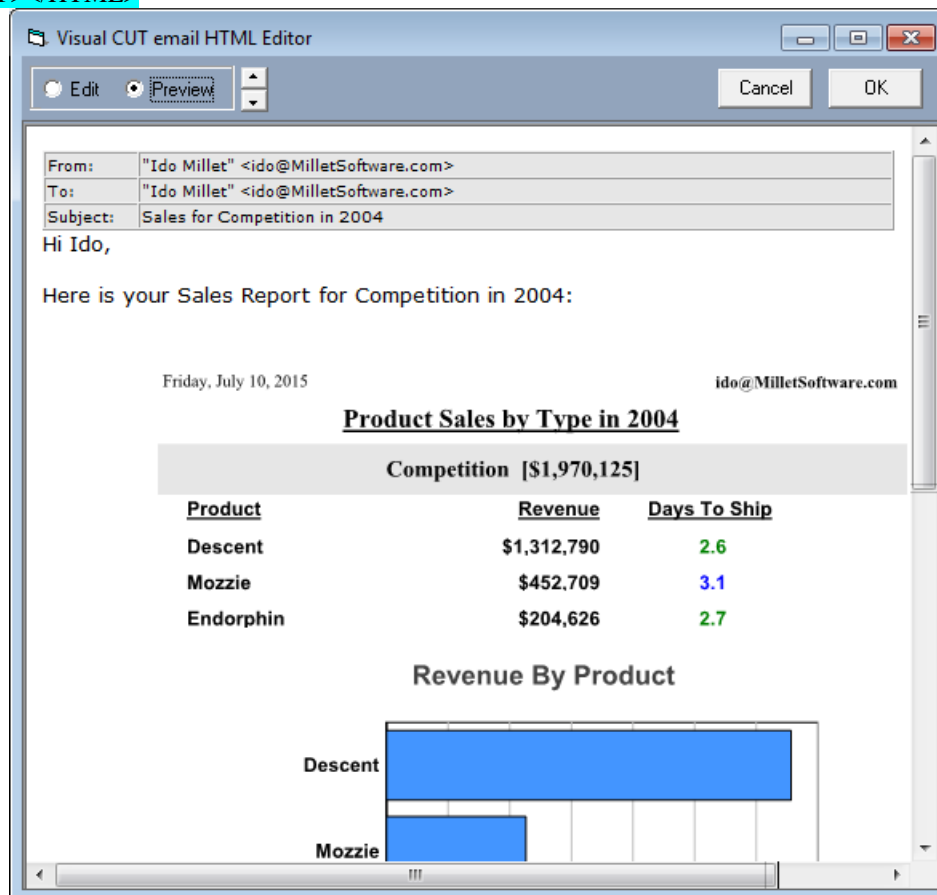 Visual CUT email HTML Editor
Edit Preview Cancel OK
From: "Ido Millet" <ido@MilletSoftware.com>
To: "Ido Millet" <ido@MilletSoftware.com>
Subject: Sales for Competition in 2004
Hi Ido,
Here is your Sales Report for Competition in 2004:
Friday, July 10, 2015 ido@MilletSoftware.com
Product Sales by Type in 2004
Competition [$1,970,125]
Product Revenue Days To Ship
Descent $1,312,790 2.6
Mozzie $452,709 3.1
Endorphin $204,626 2.7
Revenue By Product
Descent
Mozzie